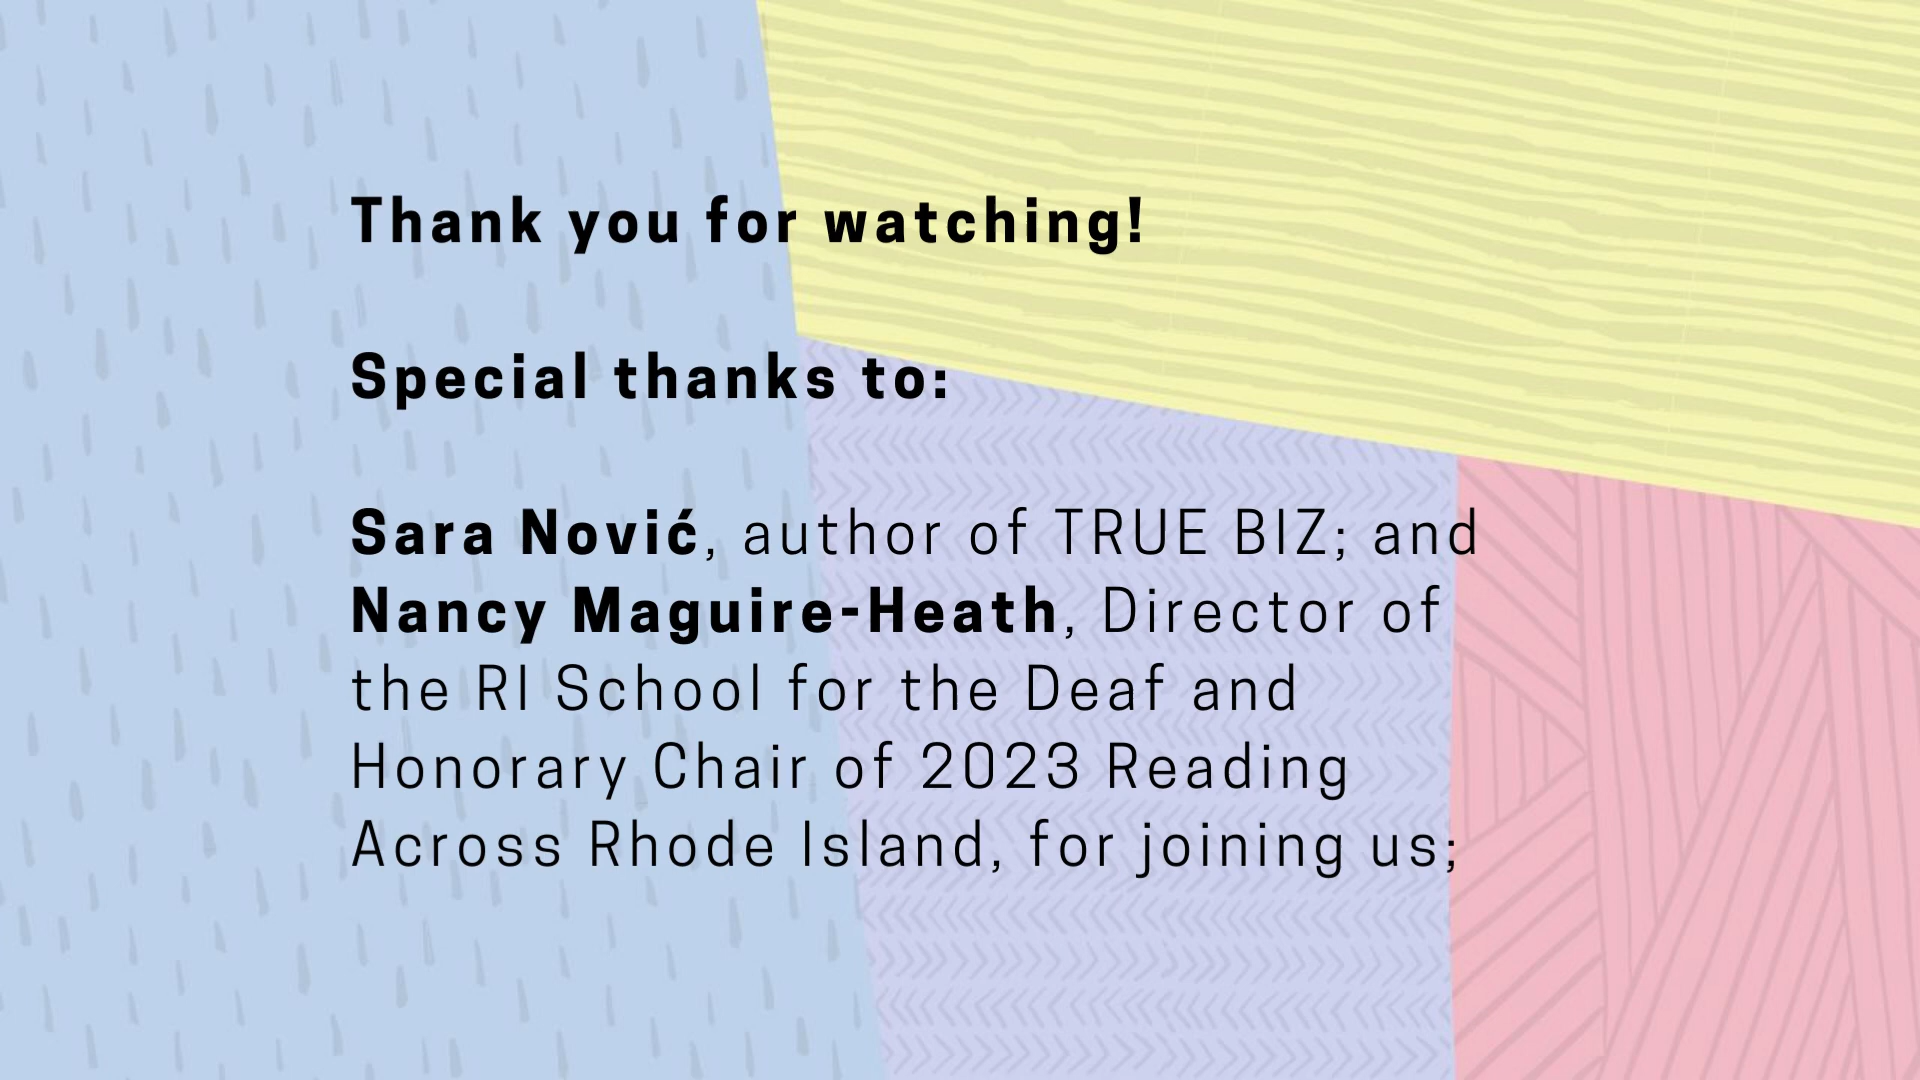 Thank you for watching!
Special thanks to:
Sara Nović, author of TRUE BIZ; and
Nancy Maguire-Heath, Director of
the RI School for the Deaf and
Honorary Chair of 2023 Reading
Across Rhode Island, for joining us;